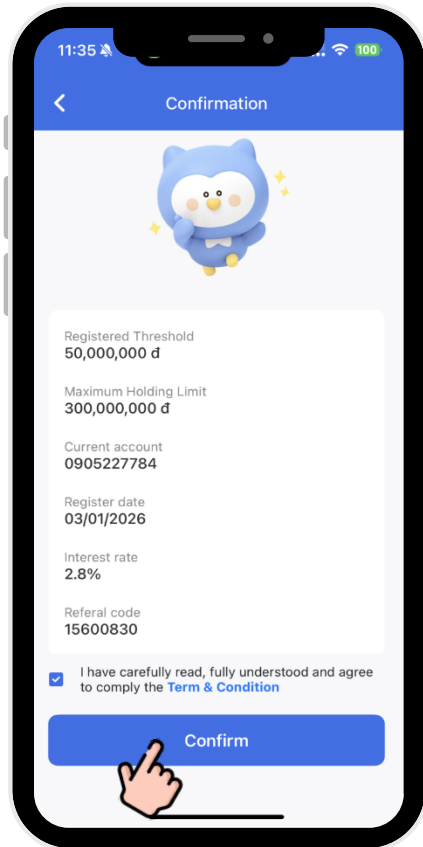 11:35
100
Confirmation
Registered Threshold
50,000,000 đ
Maximum Holding Limit
300,000,000 đ
Current account
0905227784
Register date
03/01/2026
Interest rate
2.8%
Referal code
15600830
I have carefully read, fully understood and agree
to comply the Term & Condition
Confirm